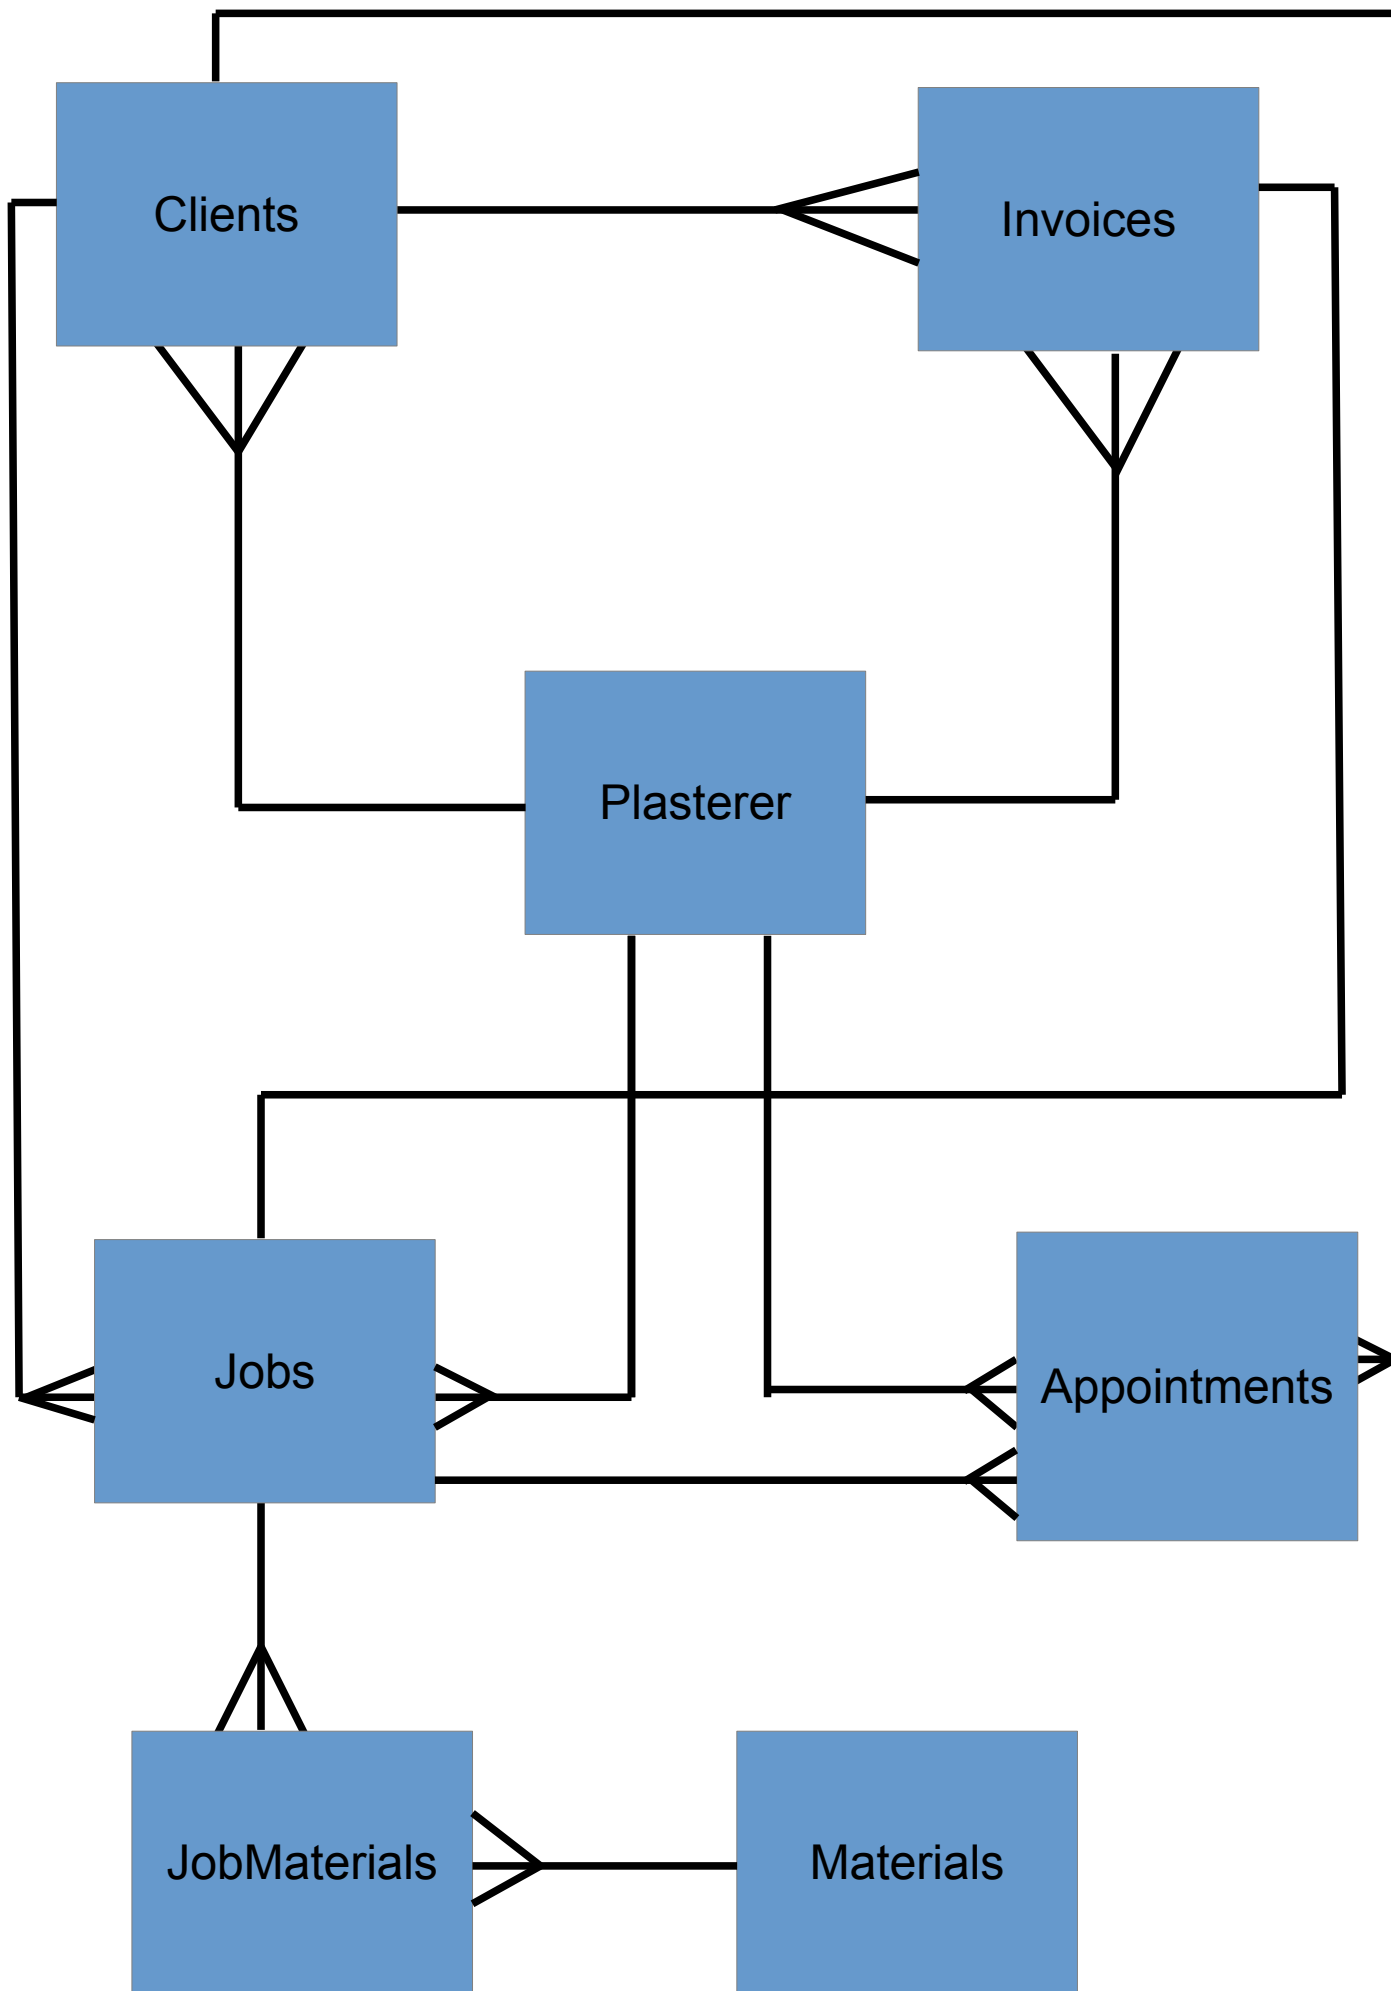 Clients
Invoices
Plasterer
Jobs
Appointments
JobMaterials
Materials